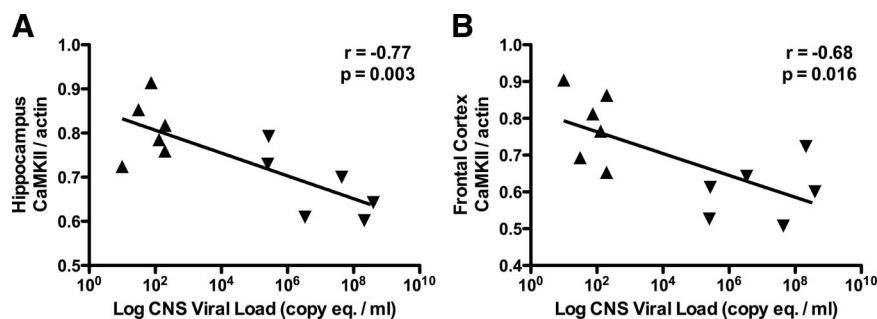 A
r = -0.77
p = 0.003
1.0
0.9
0.8
0.7
0.6
0.5
Hippocampus
CaMKII / actin
10^0
10^2
10^4
10^6
10^8
10^10
Log CNS Viral Load (copy eq. / ml)
B
r = -0.68
p = 0.016
1.0
0.9
0.8
0.7
0.6
0.5
0.4
Frontal Cortex
CaMKII / actin
10^0
10^2
10^4
10^6
10^8
10^10
Log CNS Viral Load (copy eq. / ml)